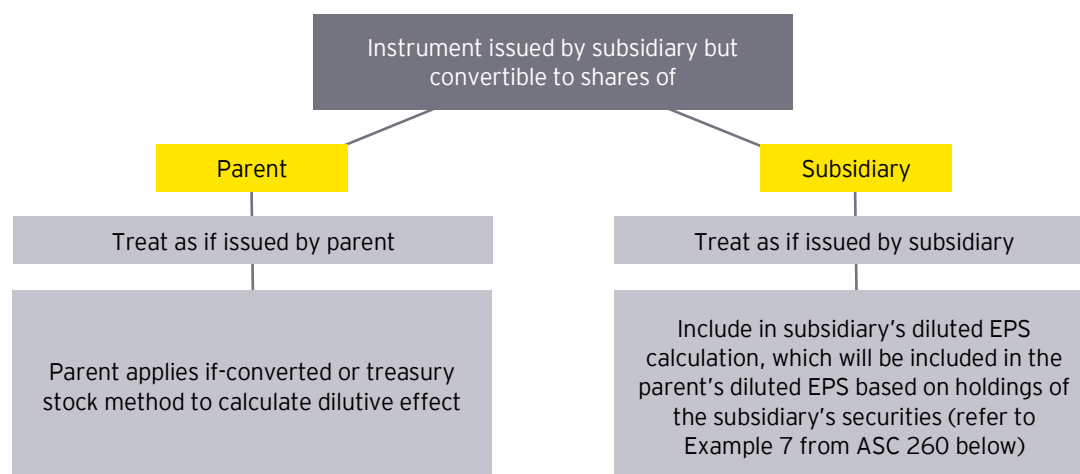 Instrument issued by subsidiary but
convertible to shares of
Parent
Treat as if issued by parent
Parent applies if-converted or treasury
stock method to calculate dilutive effect
Subsidiary
Treat as if issued by subsidiary
Include in subsidiary's diluted EPS
calculation, which will be included in the
parent's diluted EPS based on holdings of
the subsidiary's securities (refer to
Example 7 from ASC 260 below)